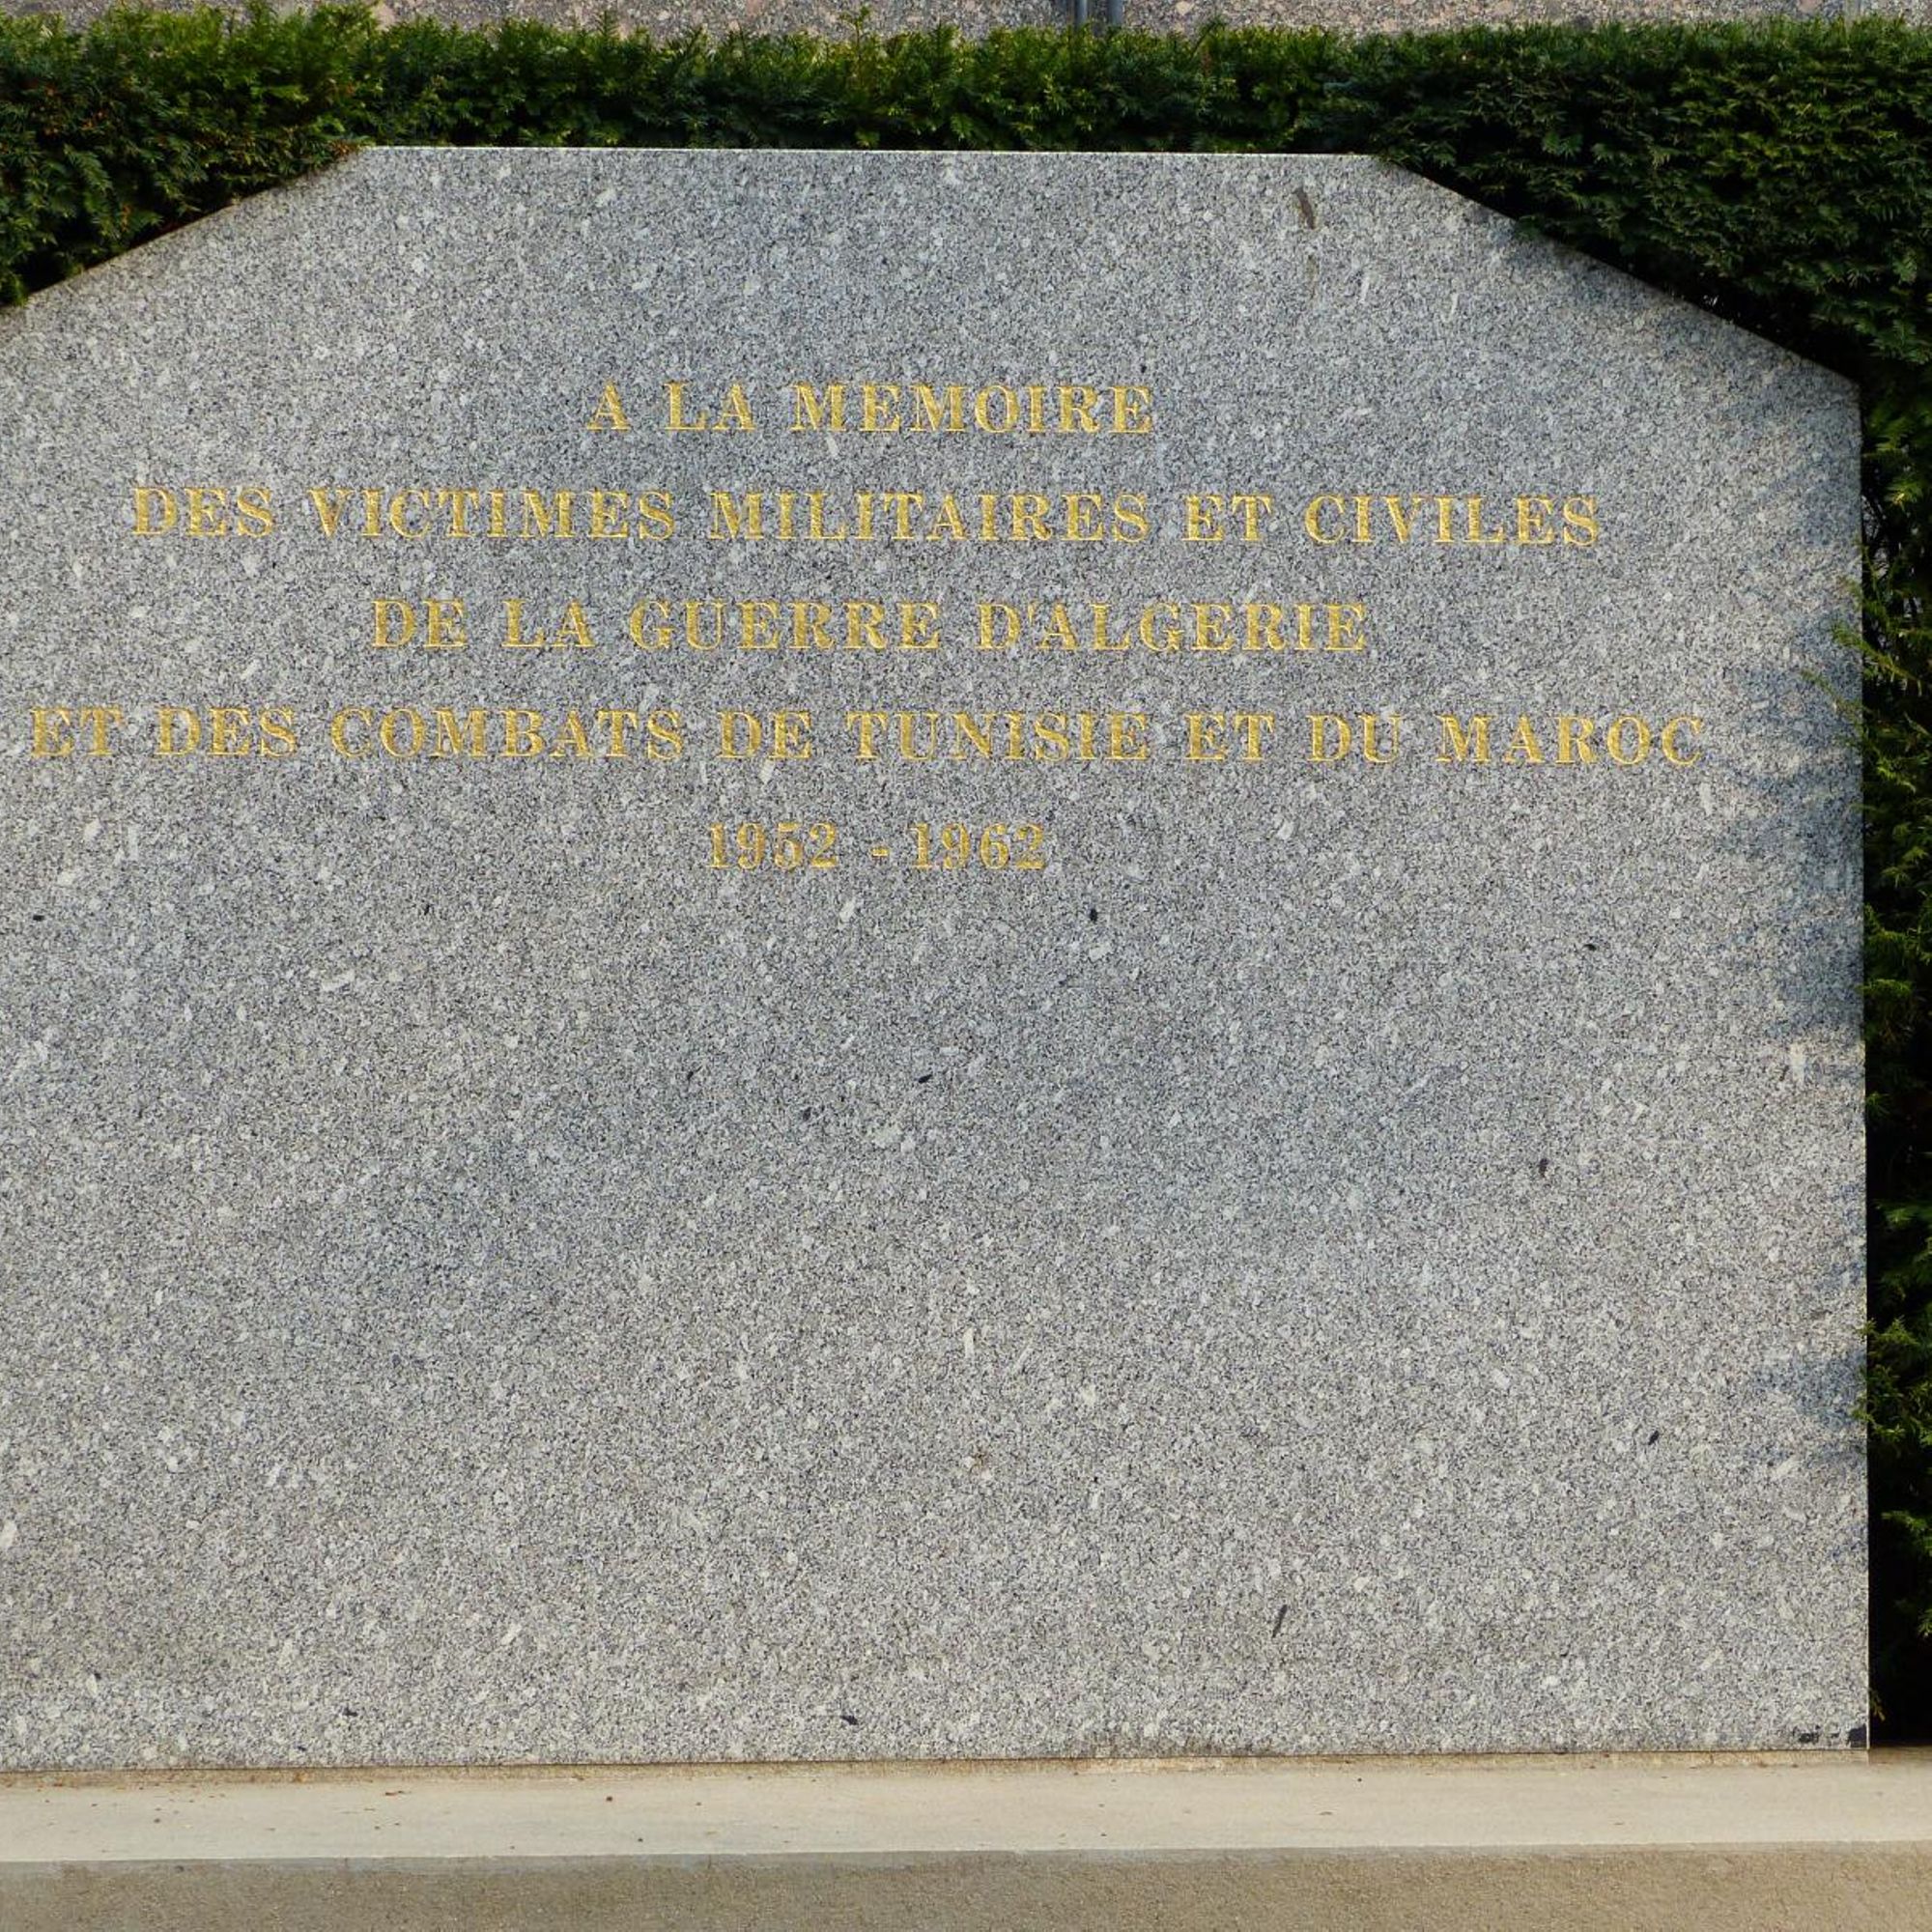 A LA MEMOIRE
DES VICTIMES MILITAIRES ET CIVILES
DE LA GUERRE D'ALGERIE
ET DES COMBATS DE TUNISIE ET DU MAROC
1952 - 1962